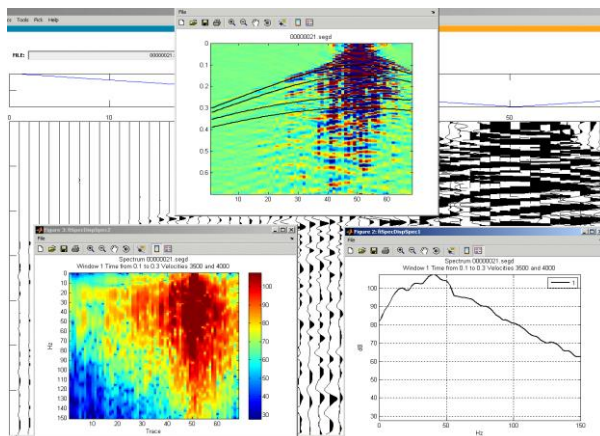 File
Tools Pick Help
FILE: 00000021.
00000021.segd
0
0.1
0.2
0.3
0.4
0.5
0.6
10 20 30 40 50 60
0 10 50
Figure 3: fkSpecDispSpec2
File
Spectrum 00000021.segd
Window 1 Time from 0.1 to 0.3 Velocities 3500 and 4000
0
10
20
30
40
50
60
70
80
90
100
110
120
130
140
150
Hz
10 20 30 40 50 60
Trace
100
90
80
70
60
50
40
30
Figure 2: fkSpecDispSpec1
File
Spectrum 00000021.segd
Window 1 Time from 0.1 to 0.3 Velocities 3500 and 4000
1
100
90
80
70
60
50
40
30
dB
0 50 100 150
Hz